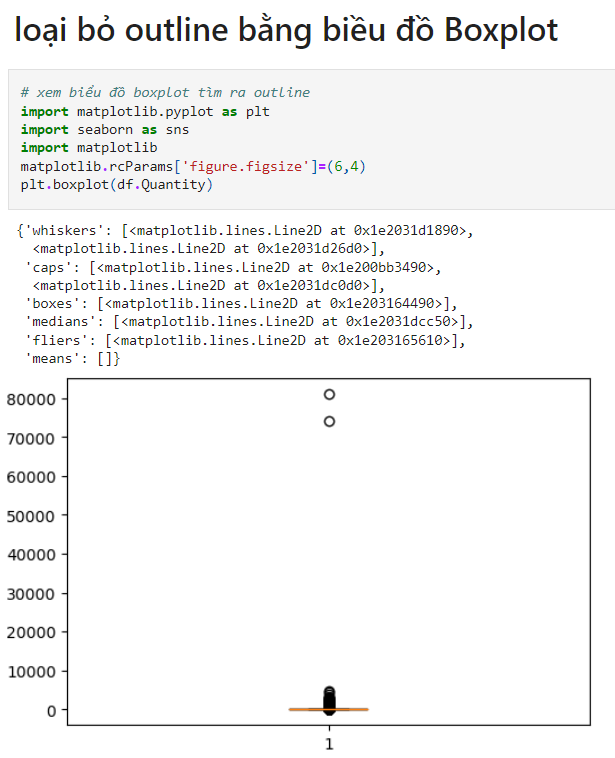 loại bỏ outline bằng biều đồ Boxplot
# xem biểu đồ boxplot tìm ra outline
import matplotlib.pyplot as plt
import seaborn as sns
import matplotlib
matplotlib.rcParams['figure.figsize']=(6,4)
plt.boxplot(df.Quantity)
{'whiskers': [<matplotlib.lines.Line2D at 0x1e2031d1890>,
<matplotlib.lines.Line2D at 0x1e2031d26d0>],
'caps': [<matplotlib.lines.Line2D at 0x1e200bb3490>,
<matplotlib.lines.Line2D at 0x1e2031dc0d0>],
'boxes': [<matplotlib.lines.Line2D at 0x1e203164490>],
'medians': [<matplotlib.lines.Line2D at 0x1e2031dcc50>],
'fliers': [<matplotlib.lines.Line2D at 0x1e203165610>],
'means': []}
80000
70000
60000
50000
40000
30000
20000
10000
0
1